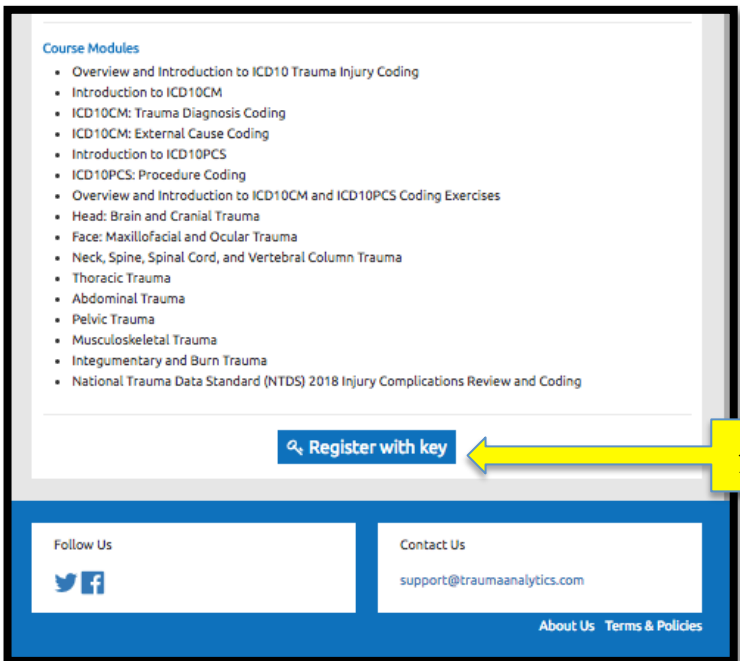 Course Modules
Overview and Introduction to ICD10 Trauma Injury Coding
Introduction to ICD10CM
ICD10CM: Trauma Diagnosis Coding
ICD10CM: External Cause Coding
Introduction to ICD10PCS
ICD10PCS: Procedure Coding
Overview and Introduction to ICD10CM and ICD10PCS Coding Exercises
Head: Brain and Cranial Trauma
Face: Maxillofacial and Ocular Trauma
Neck, Spine, Spinal Cord, and Vertebral Column Trauma
Thoracic Trauma
Abdominal Trauma
Pelvic Trauma
Musculoskeletal Trauma
Integumentary and Burn Trauma
National Trauma Data Standard (NTDS) 2018 Injury Complications Review and Coding
Register with key
Follow Us
Contact Us
support@traumaanalytics.com
About Us Terms & Policies